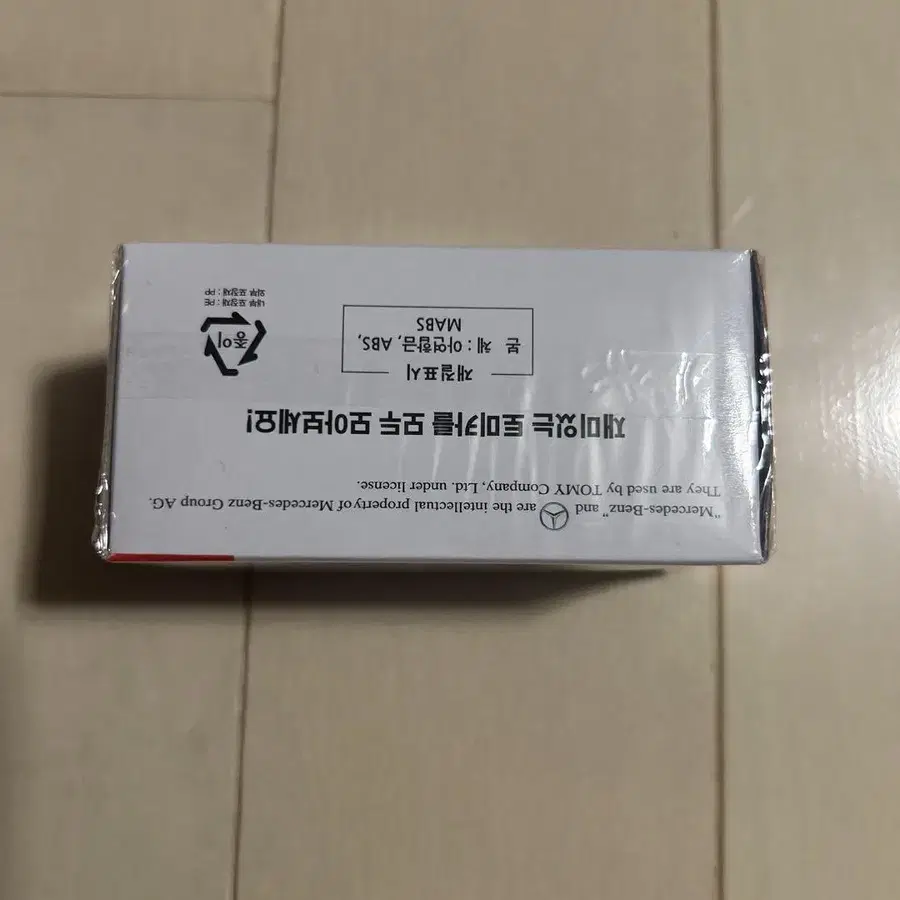 "Mercedes-Benz" and are the intellectual property of Mercedes-Benz Group AG.
They are used by TOMY Company, Ltd. under license.
재미있는 토미카를 모두 모아보세요!
재질표시
본 체 : 아연합금, ABS,
MABS
종이
내부 포장재 : PE
외부 포장재 : PP